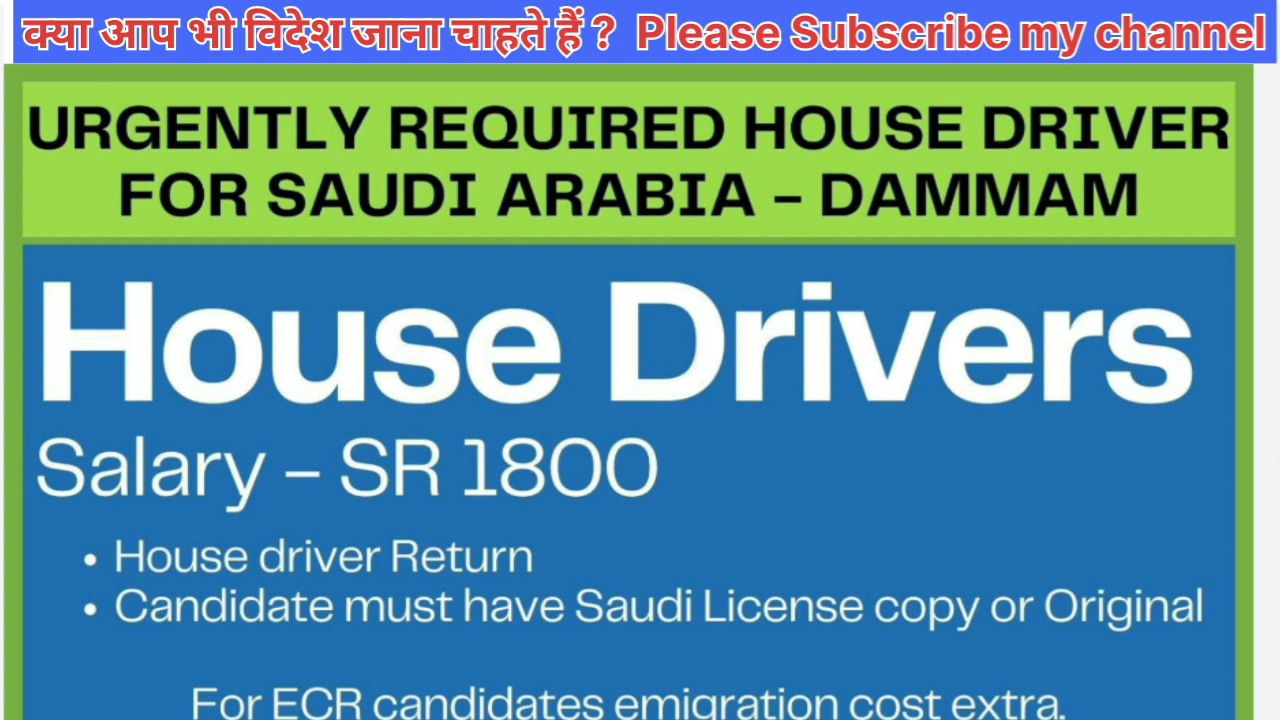 क्या आप भी विदेश जाना चाहते हैं ? Please Subscribe my channel
URGENTLY REQUIRED HOUSE DRIVER
FOR SAUDI ARABIA – DAMMAM
House Drivers
Salary – SR 1800
• House driver Return
• Candidate must have Saudi License copy or Original
For ECR candidates emigration cost extra.